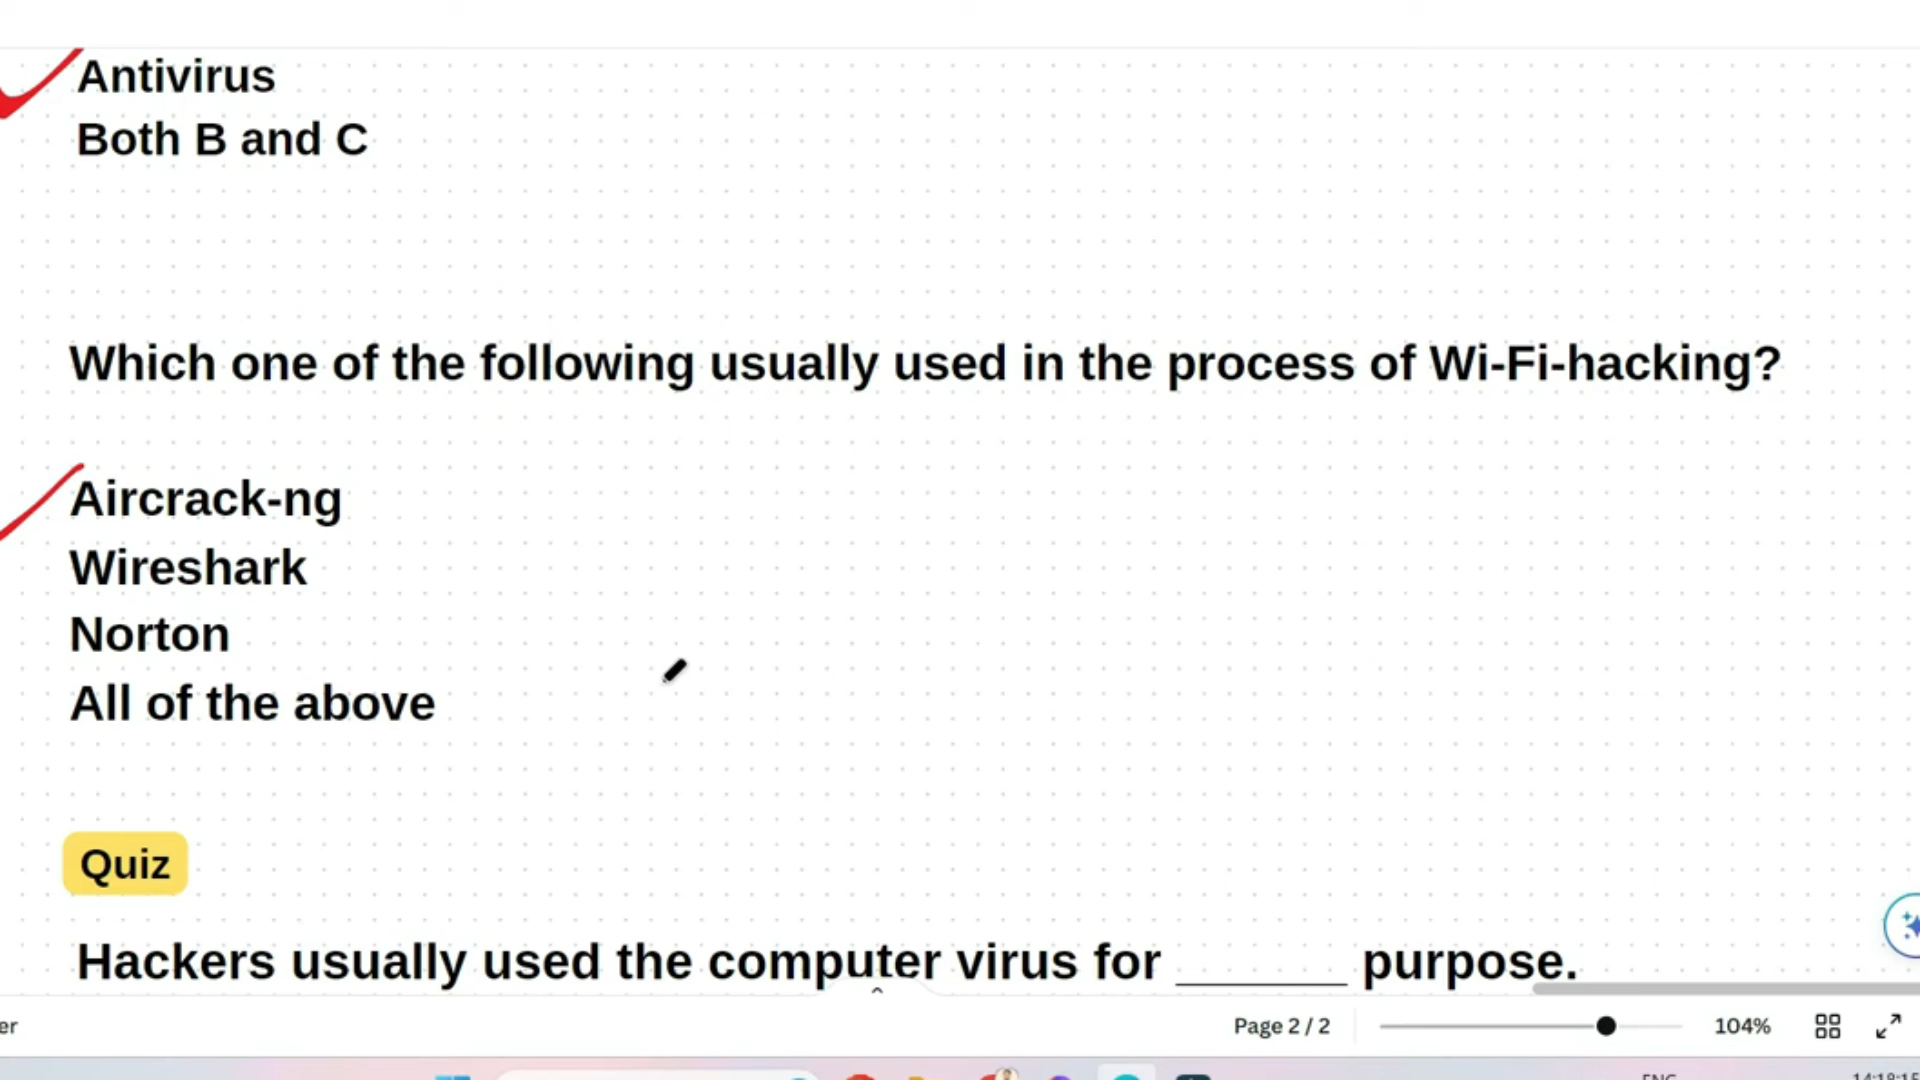 Antivirus
Both B and C
Which one of the following usually used in the process of Wi-Fi-hacking?
Aircrack-ng
Wireshark
Norton
All of the above
Quiz
Hackers usually used the computer virus for ______ purpose.
er
Page 2 / 2
104%